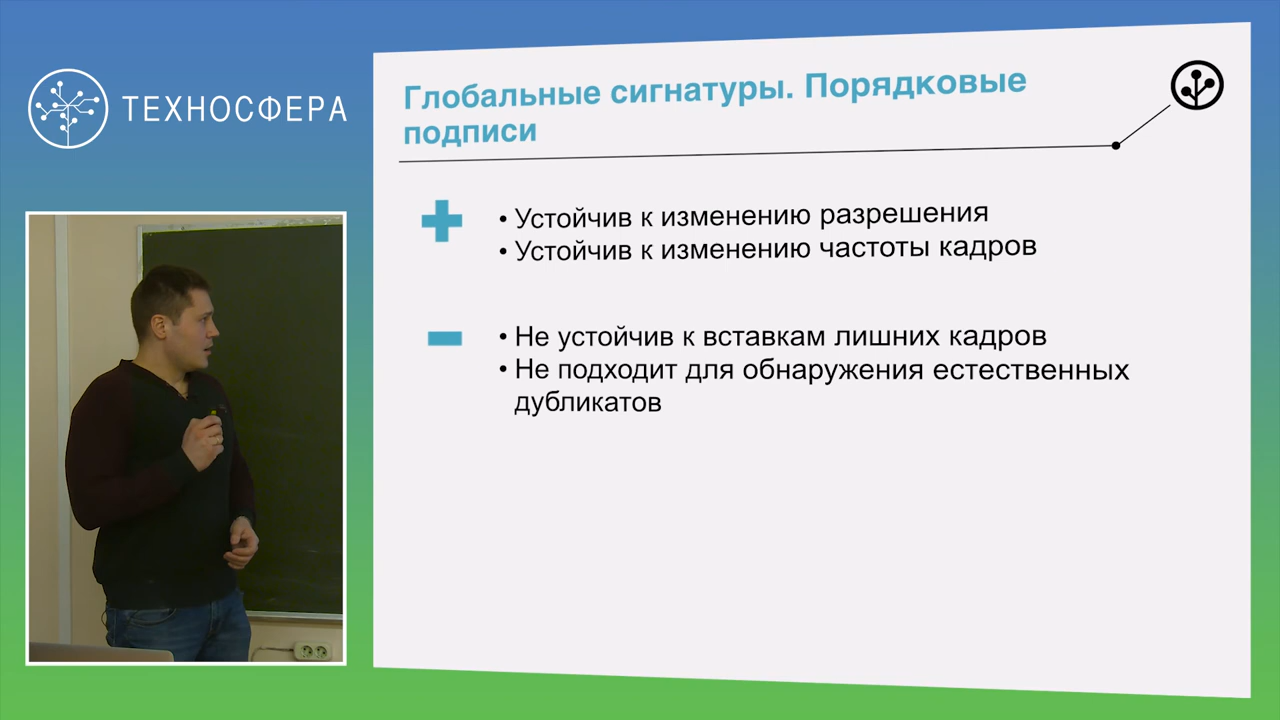 ТЕХНОСФЕРА
Глобальные сигнатуры. Порядковые
подписи
• Устойчив к изменению разрешения
• Устойчив к изменению частоты кадров
• Не устойчив к вставкам лишних кадров
• Не подходит для обнаружения естественных
дубликатов